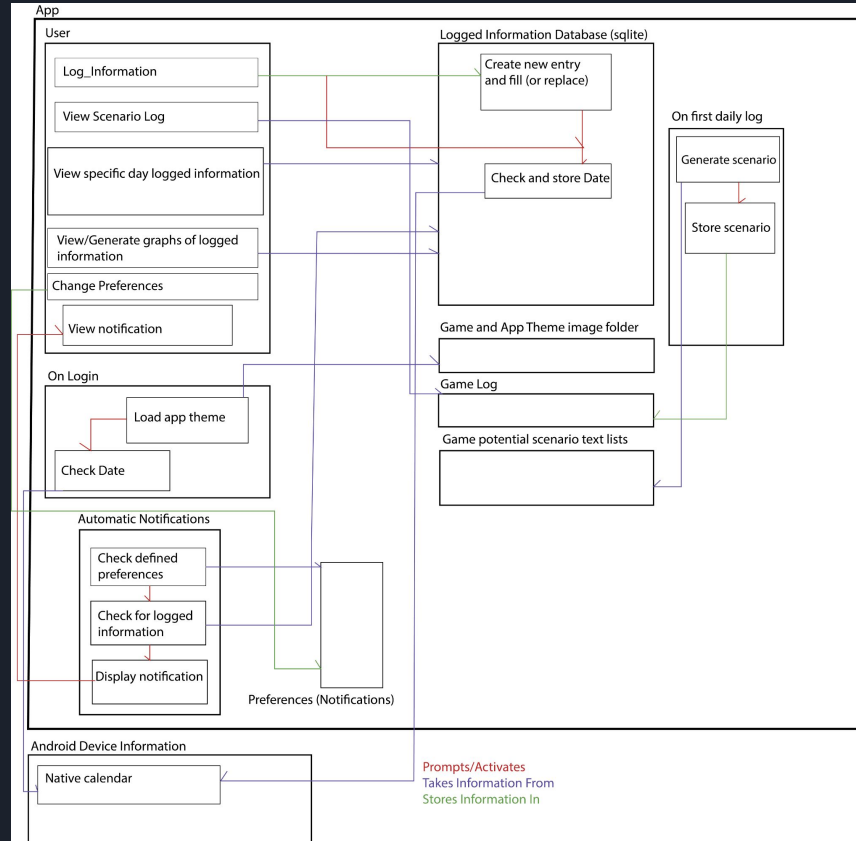 App
User
Log_Information
View Scenario Log
View specific day logged information
View/Generate graphs of logged
information
Change Preferences
View notification
On Login
Load app theme
Check Date
Automatic Notifications
Check defined
preferences
Check for logged
information
Display notification
Preferences (Notifications)
Logged Information Database (sqlite)
Create new entry
and fill (or replace)
Check and store Date
Game and App Theme image folder
Game Log
Game potential scenario text lists
On first daily log
Generate scenario
Store scenario
Android Device Information
Native calendar
Prompts/Activates
Takes Information From
Stores Information In